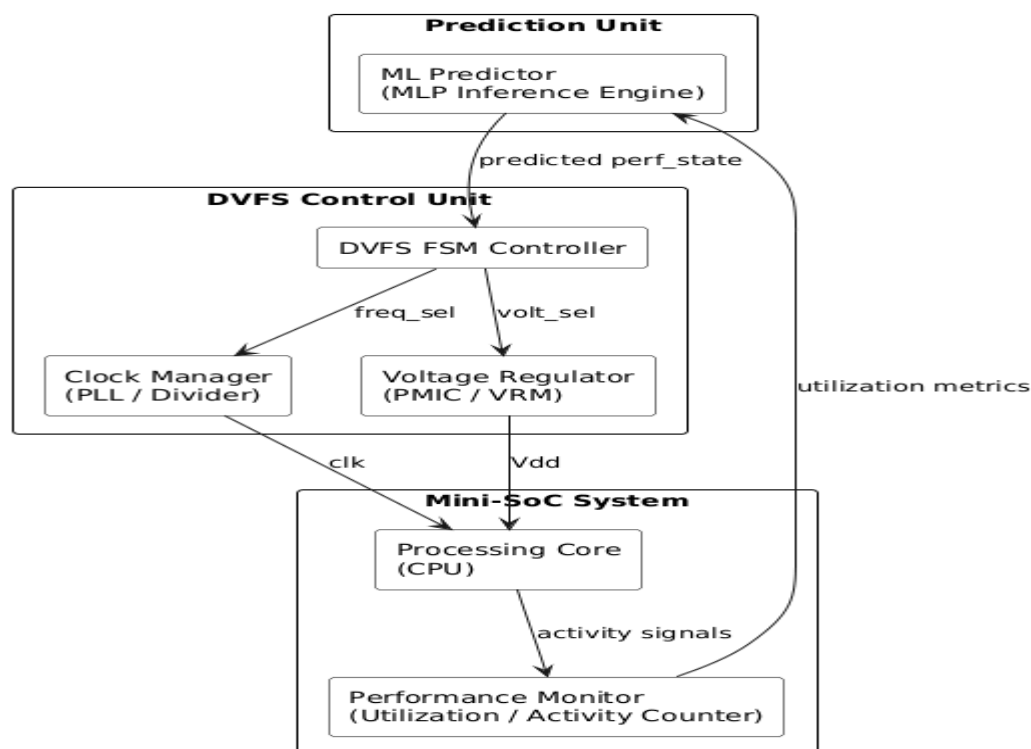 Prediction Unit
ML Predictor
(MLP Inference Engine)
predicted perf_state
DVFS Control Unit
DVFS FSM Controller
freq_sel
volt_sel
Clock Manager
(PLL / Divider)
Voltage Regulator
(PMIC / VRM)
utilization metrics
clk
Vdd
Mini-SoC System
Processing Core
(CPU)
activity signals
Performance Monitor
(Utilization / Activity Counter)